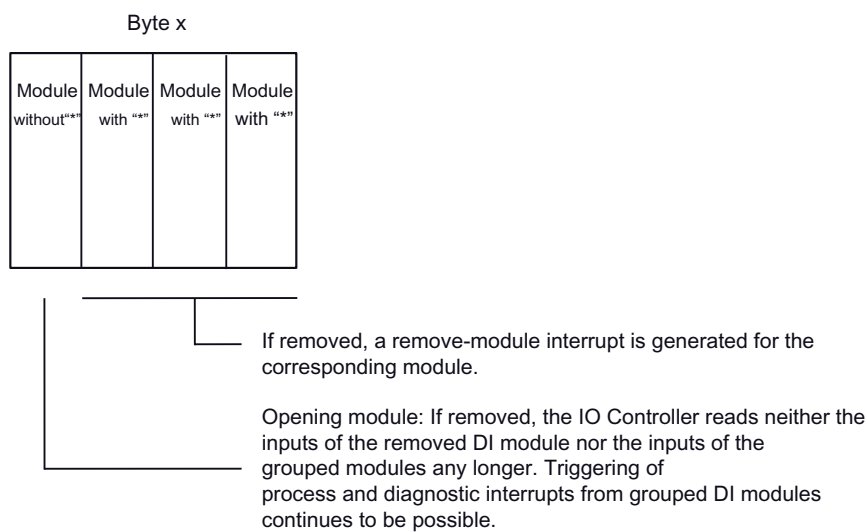 Byte x
Module Module Module Module
without“*” with “*” with “*” with “*”
If removed, a remove-module interrupt is generated for the
corresponding module.
Opening module: If removed, the IO Controller reads neither the
inputs of the removed DI module nor the inputs of the
grouped modules any longer. Triggering of
process and diagnostic interrupts from grouped DI modules
continues to be possible.